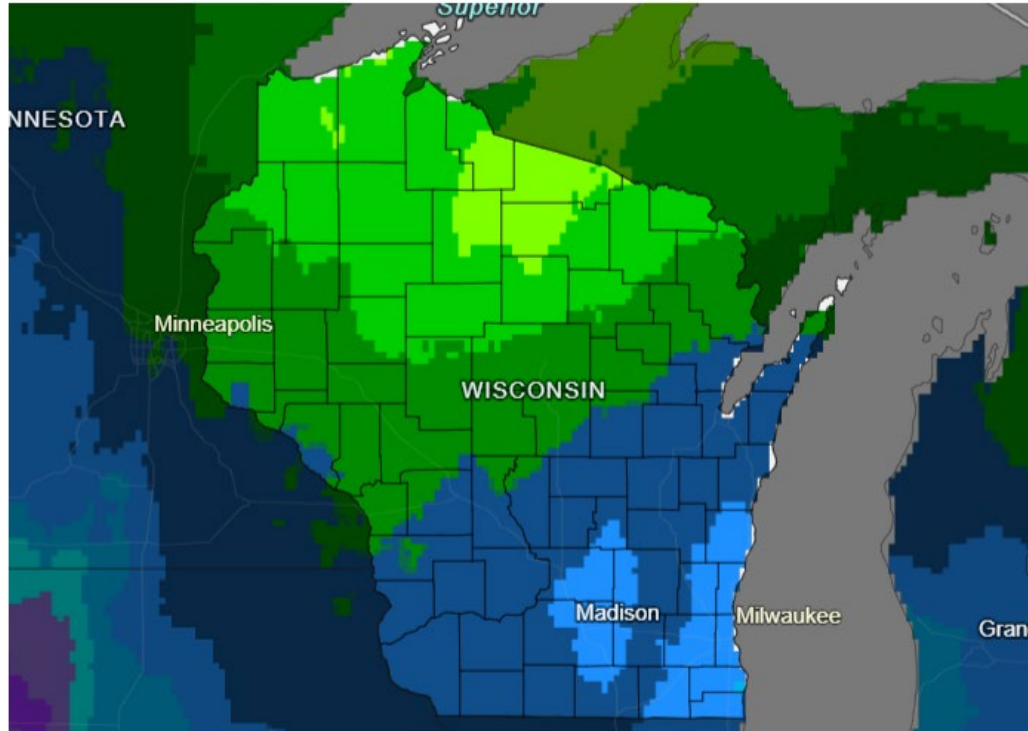 Superior
NNESOTA
Minneapolis
WISCONSIN
Madison
Milwaukee
Gran